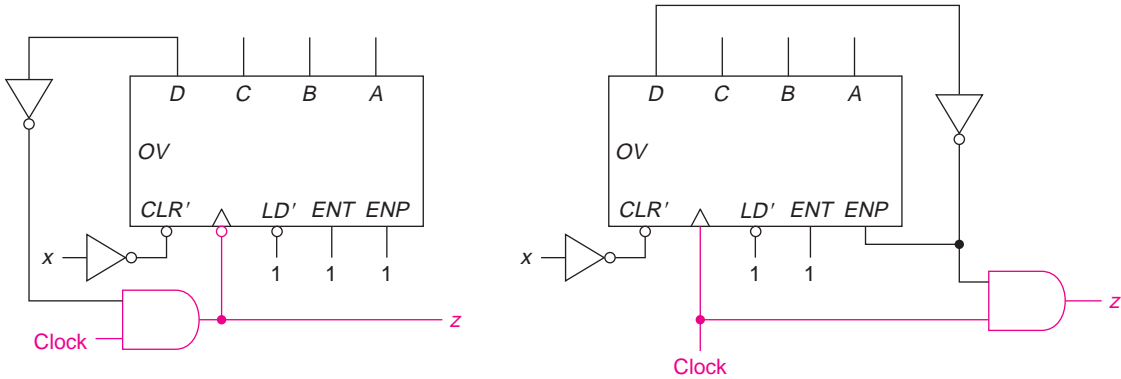 D C B A
OV
CLR' LD' ENT ENP
x
1 1 1
Clock
z
D C B A
OV
CLR' LD' ENT ENP
x
1 1
z
Clock